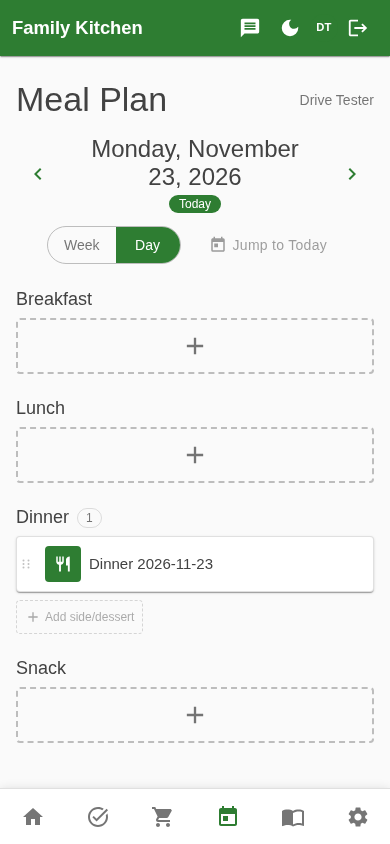 Family Kitchen
DT
Meal Plan
Drive Tester
Monday, November
23, 2026
Today
Week
Day
Jump to Today
Breakfast
Lunch
Dinner 1
Dinner 2026-11-23
Add side/dessert
Snack